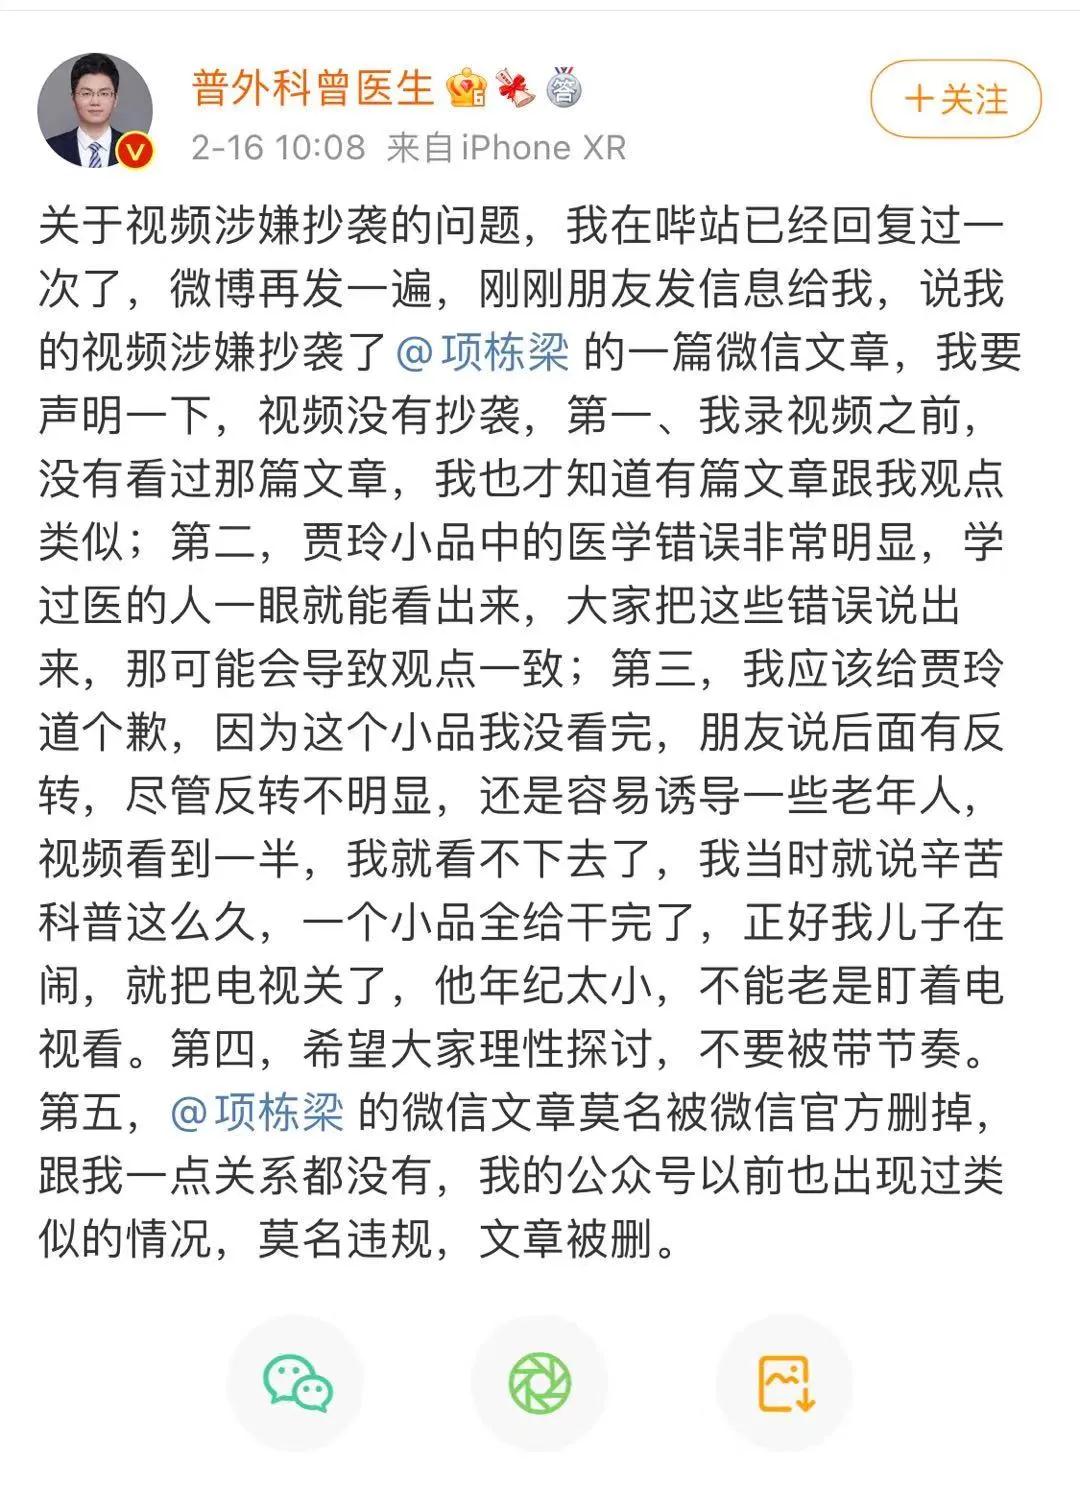 普外科曾医生
2-16 10:08 来自iPhone XR
+关注
关于视频涉嫌抄袭的问题，我在哔站已经回复过一
次了，微博再发一遍，刚刚朋友发信息给我，说我
的视频涉嫌抄袭了@项栋梁 的一篇微信文章，我要
声明一下，视频没有抄袭，第一、我录视频之前，
没有看过那篇文章，我也才知道有篇文章跟我观点
类似；第二，贾玲小品中的医学错误非常明显，学
过医的人一眼就能看出来，大家把这些错误说出
来，那可能会导致观点一致；第三，我应该给贾玲
道个歉，因为这个小品我没看完，朋友说后面有反
转，尽管反转不明显，还是容易诱导一些老年人，
视频看到一半，我就看不下去了，我当时就说辛苦
科普这么久，一个小品全给干完了，正好我儿子在
闹，就把电视关了，他年纪太小，不能老是盯着电
视看。第四，希望大家理性探讨，不要被带节奏。
第五，@项栋梁 的微信文章莫名被微信官方删掉，
跟我一点关系都没有，我的公众号以前也出现过类
似的情况，莫名违规，文章被删。